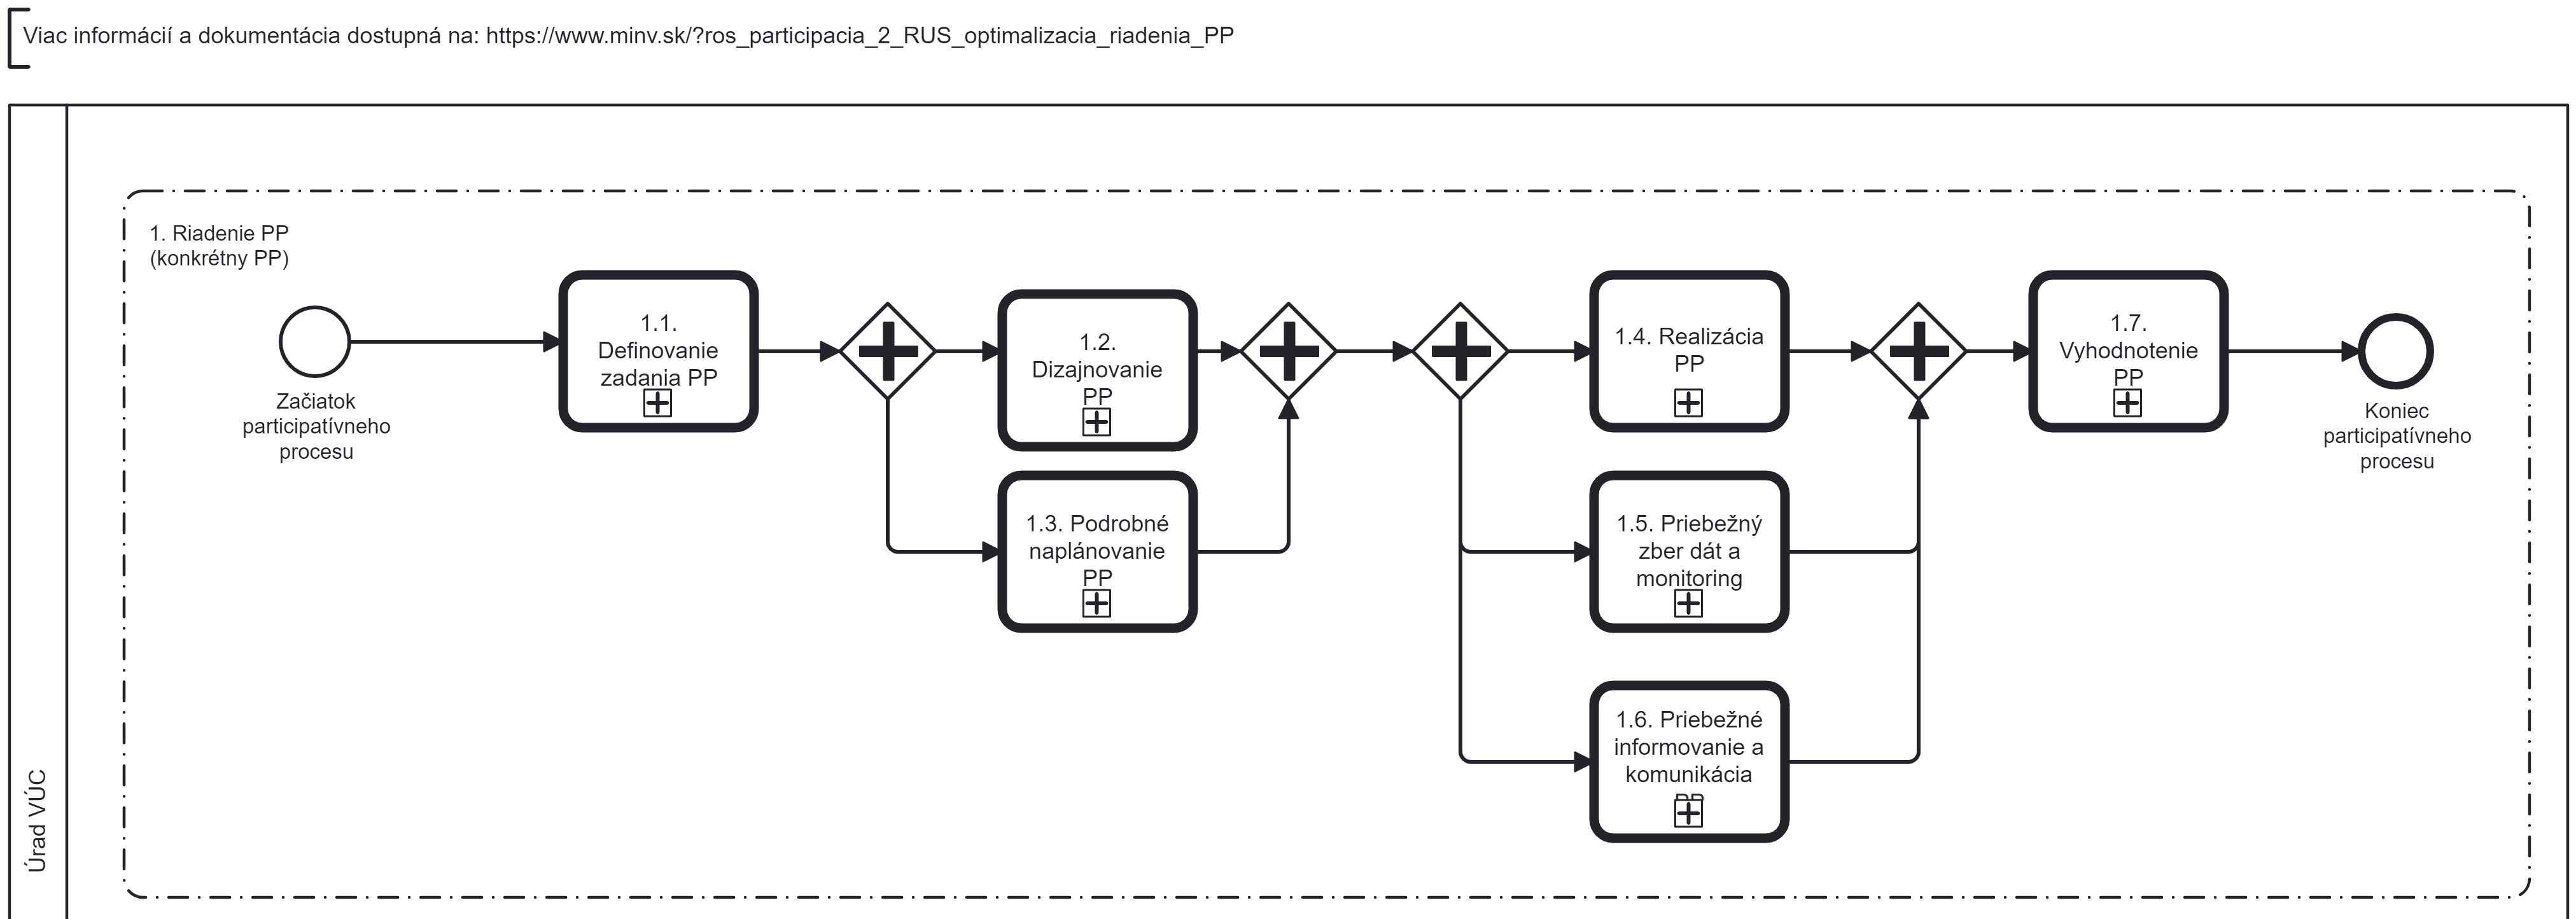 Viac informácií a dokumentácia dostupná na: https://www.minv.sk/?ros_participacia_2_RUS_optimalizacia_riadenia_PP
Úrad VÚC
1. Riadenie PP
(konkrétny PP)
Začiatok
participatívneho
procesu
1.1.
Definovanie
zadania PP
1.2.
Dizajnovanie
PP
1.3. Podrobné
naplánovanie
PP
1.4. Realizácia
PP
1.5. Priebežný
zber dát a
monitoring
1.6. Priebežné
informovanie a
komunikácia
1.7.
Vyhodnotenie
PP
Koniec
participatívneho
procesu